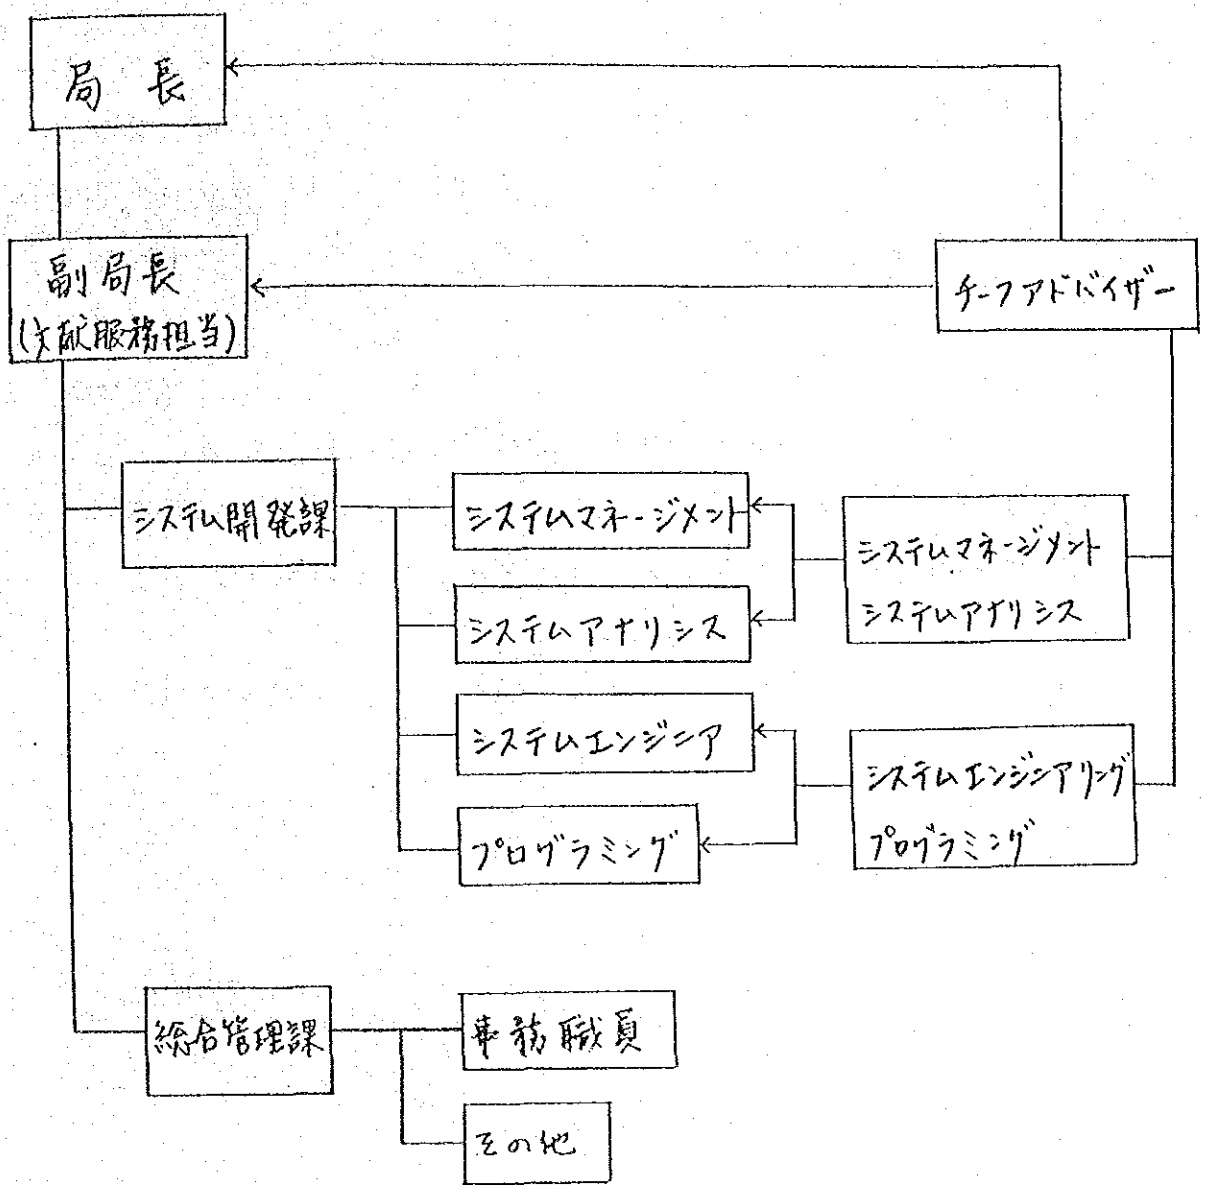 局長
副局長
(文献服務担当)
チーフアドバイザー
システム開発課
システムマネージメント
システムアナリシス
システムエンジニア
プログラミング
システムマネージメント
システムアナリシス
システムエンジニアリング
プログラミング
総合管理課
事務職員
その他